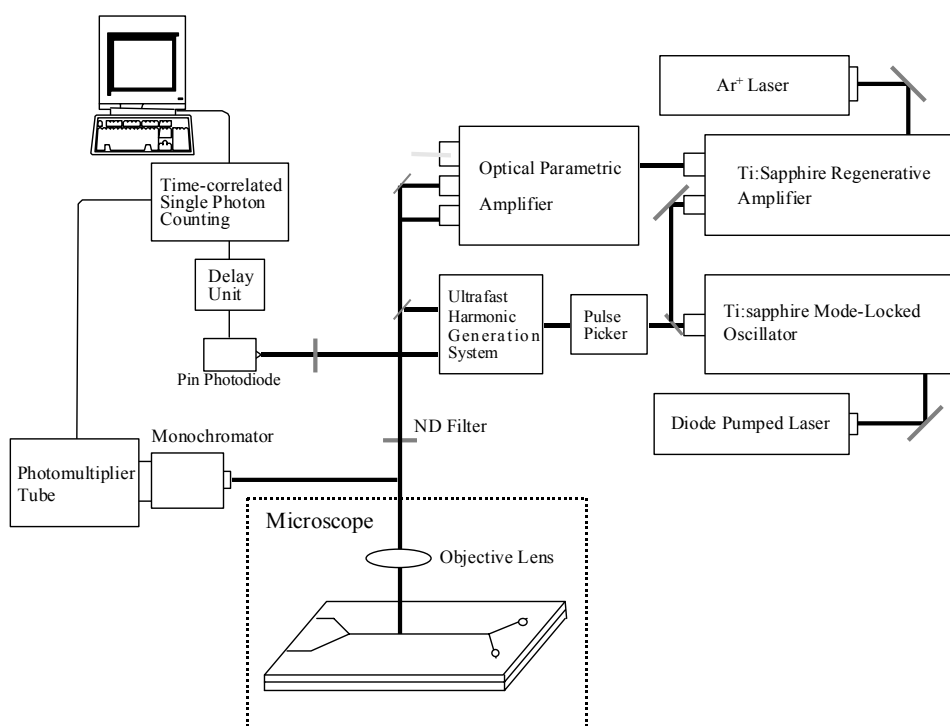 Ar⁺ Laser
Ti:Sapphire Regenerative
Amplifier
Optical Parametric
Amplifier
Time-correlated
Single Photon
Counting
Delay
Unit
Ultrafast
Harmonic
Generation
System
Pulse
Picker
Ti:sapphire Mode-Locked
Oscillator
Pin Photodiode
Diode Pumped Laser
ND Filter
Monochromator
Photomultiplier
Tube
Microscope
Objective Lens